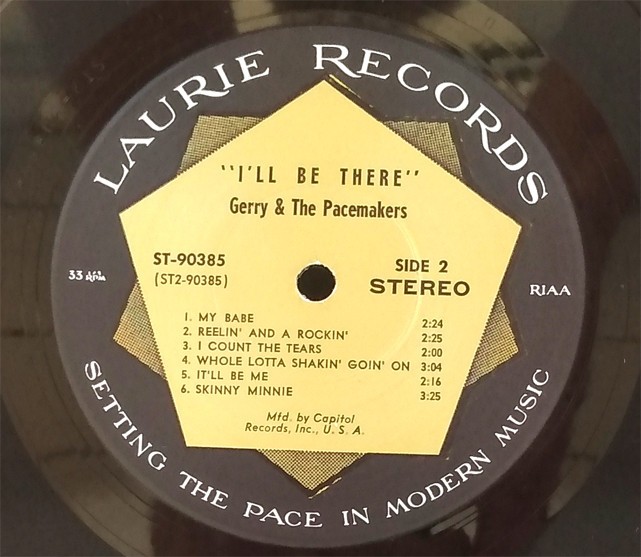 LAURIE RECORDS
"I'LL BE THERE"
Gerry & The Pacemakers
ST-90385
(ST2-90385)
SIDE 2
STEREO
33 1/3 RPM
RIAA
1. MY BABE 2:24
2. REELIN' AND A ROCKIN' 2:25
3. I COUNT THE TEARS 2:00
4. WHOLE LOTTA SHAKIN' GOIN' ON 3:04
5. IT'LL BE ME 2:16
6. SKINNY MINNIE 3:25
Mfd. by Capitol
Records, Inc., U. S. A.
SETTING THE PACE IN MODERN MUSIC